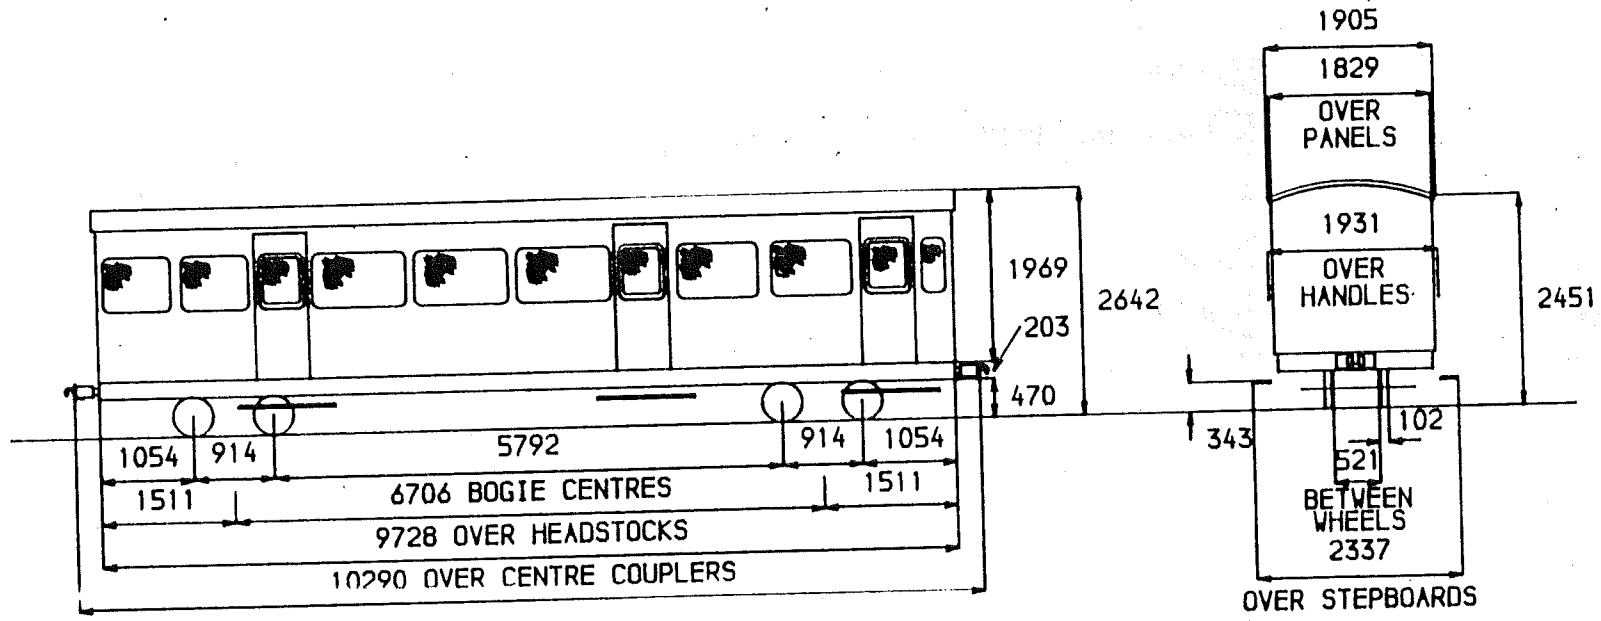 1905
1829
OVER
PANELS
1931
OVER
HANDLES
1969
2642
203
470
2451
5792
1054
914
914
1054
343
102
521
1511
6706 BOGIE CENTRES
1511
BETWEEN
WHEELS
9728 OVER HEADSTOCKS
2337
10290 OVER CENTRE COUPLERS
OVER STEPBOARDS